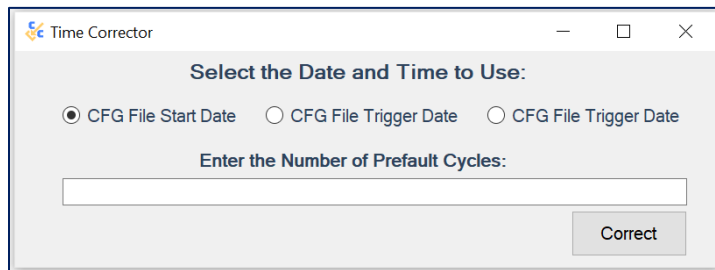 Time Corrector
Select the Date and Time to Use:
CFG File Start Date CFG File Trigger Date CFG File Trigger Date
Enter the Number of Prefault Cycles:
Correct